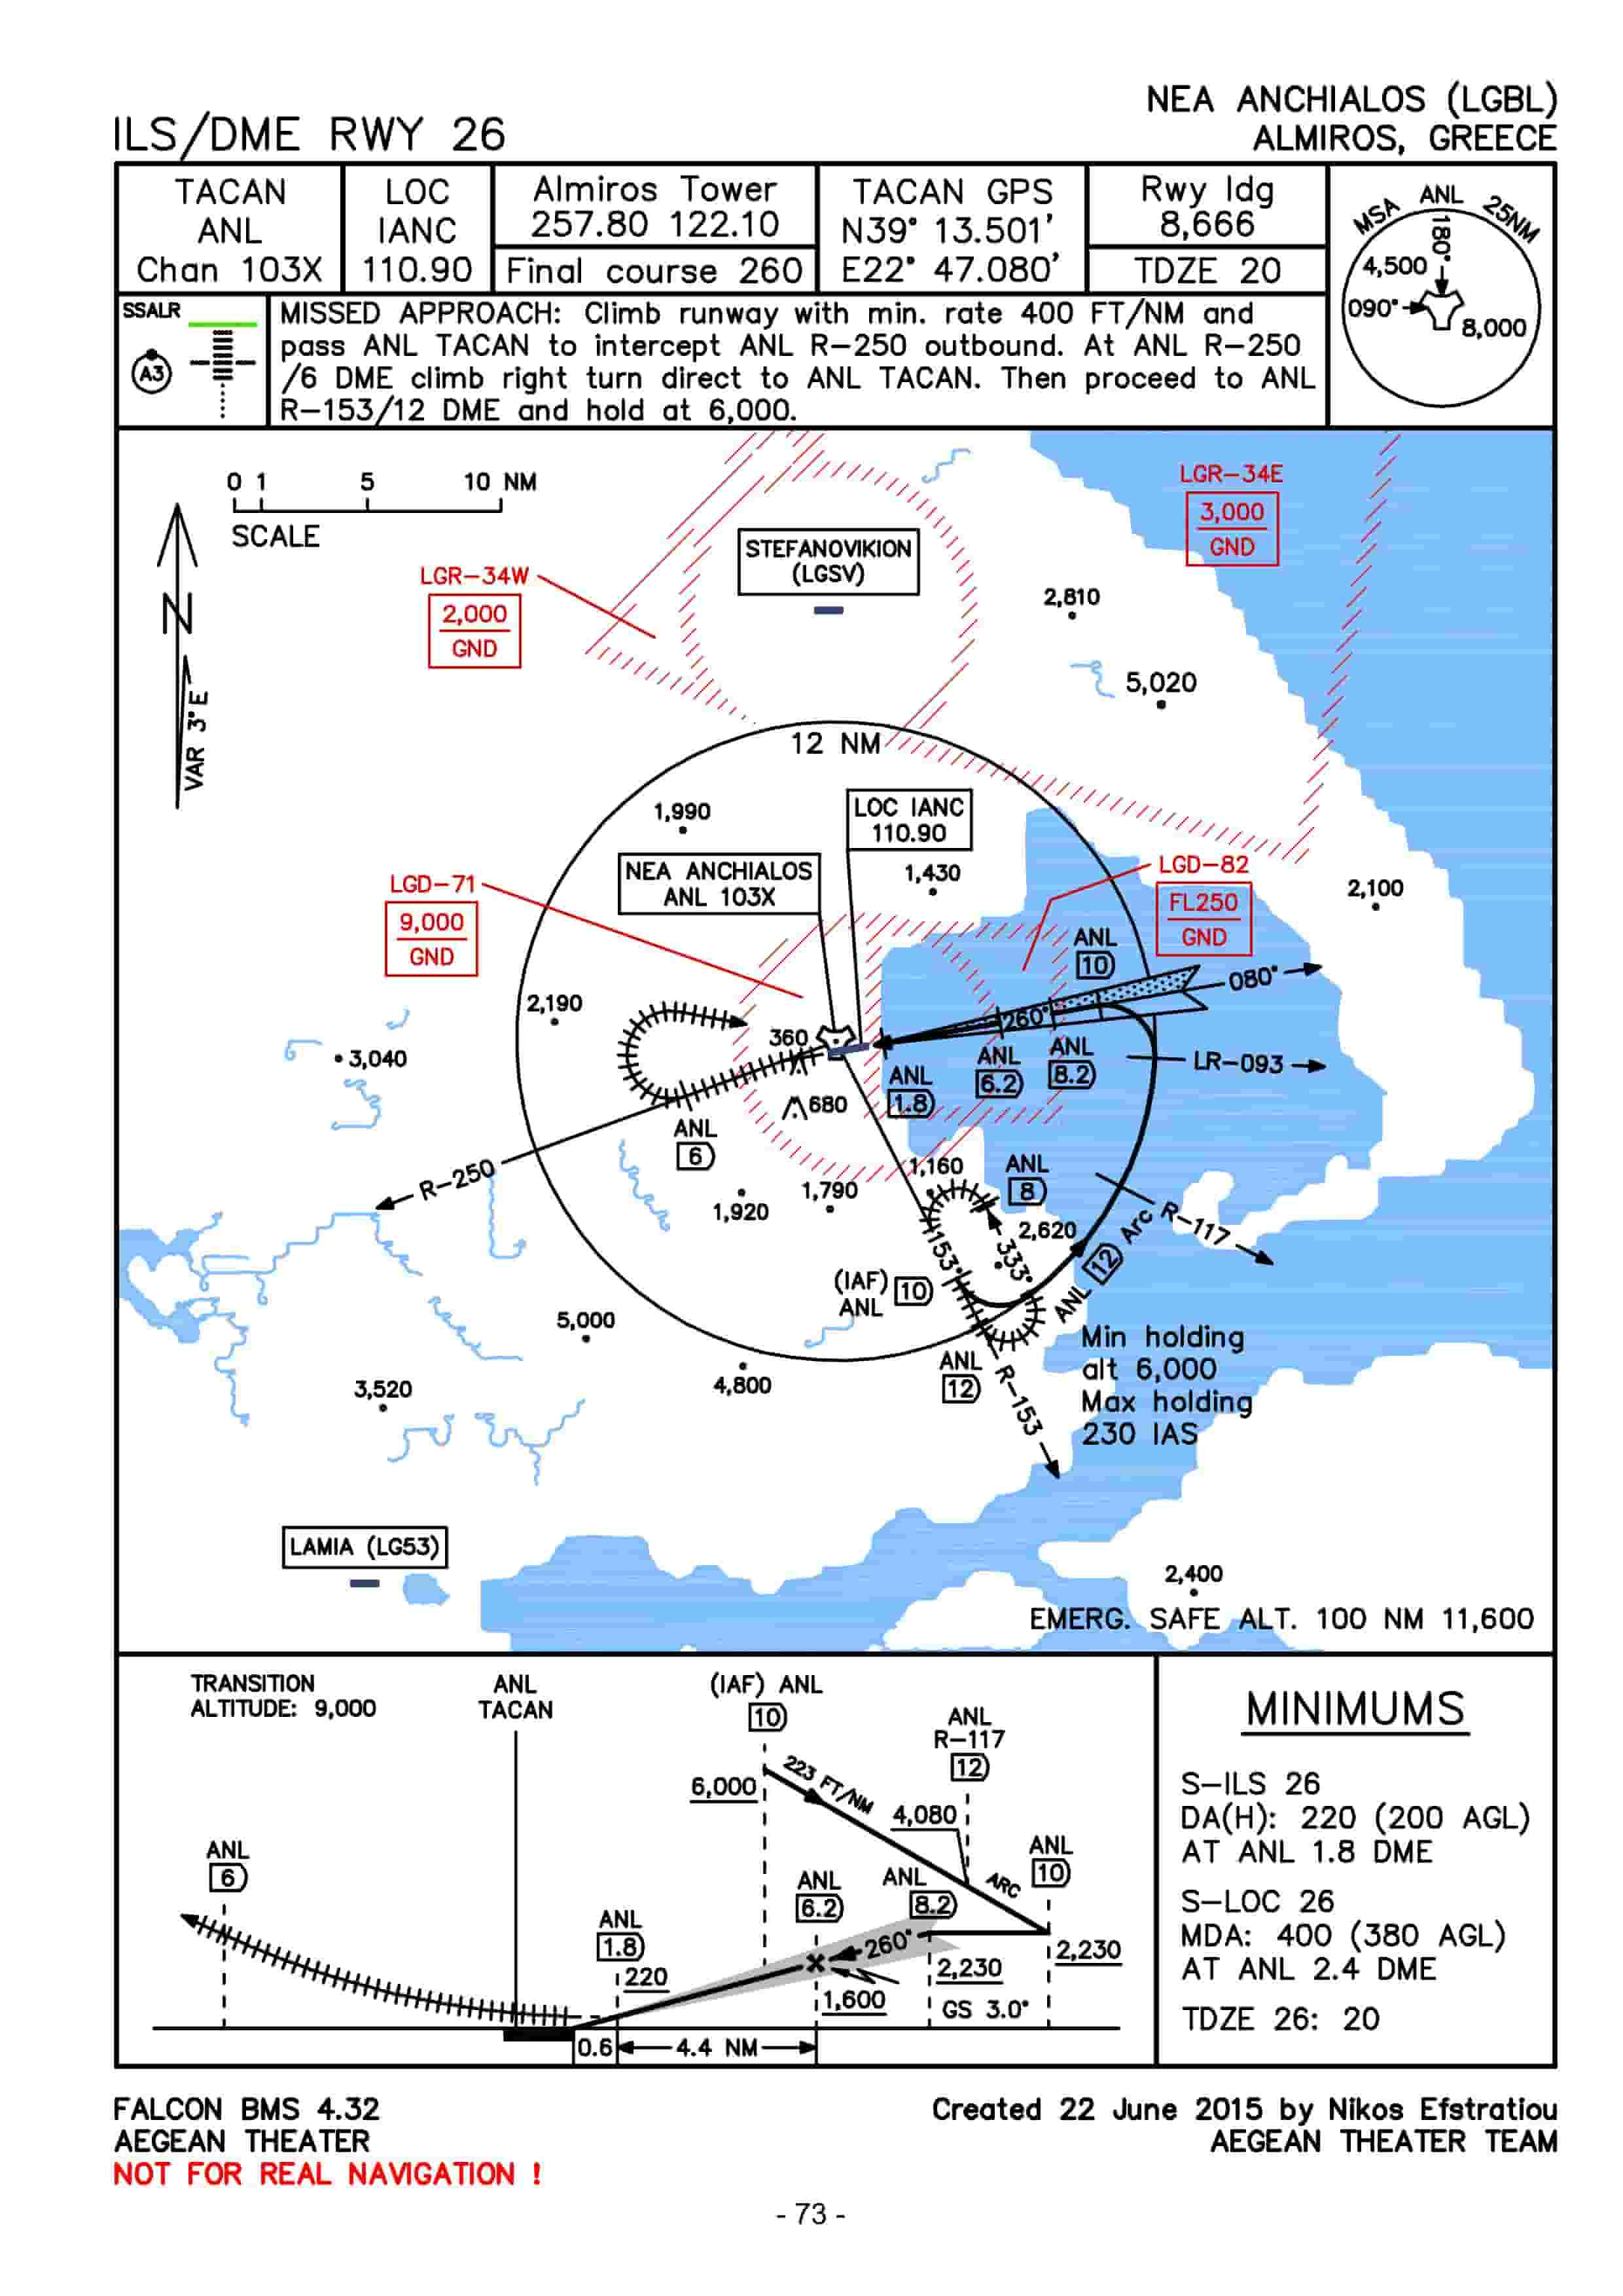 NEA ANCHIALOS (LGBL)
ILS/DME RWY 26
ALMIROS, GREECE
TACAN
ANL
Chan 103X
LOC
IANC
110.90
Almiros Tower
257.80 122.10
Final course 260
TACAN GPS
N39° 13.501'
E22° 47.080'
Rwy ldg
8,666
TDZE 20
MSA ANL 25NM
180°
4,500
090°
8,000
SSALR
A3
MISSED APPROACH: Climb runway with min. rate 400 FT/NM and
pass ANL TACAN to intercept ANL R-250 outbound. At ANL R-250
/6 DME climb right turn direct to ANL TACAN. Then proceed to ANL
R-153/12 DME and hold at 6,000.
0 1 5 10 NM
SCALE
N
VAR 3°E
LGR-34W
2,000
GND
STEFANOVIKION
(LGSV)
LGR-34E
3,000
GND
2,810
5,020
12 NM
1,990
LOC IANC
110.90
NEA ANCHIALOS
ANL 103X
1,430
LGD-71
9,000
GND
LGD-82
FL250
GND
2,100
ANL
10
080°
2,190
260°
360
3,040
LR-093
ANL
1.8
ANL
6.2
ANL
8.2
680
ANL
6
R-250
1,160
ANL
8
1,920
1,790
R-117
2,620
153°
333°
ANL 12 Arc
(IAF)
ANL
10
5,000
Min holding
alt 6,000
Max holding
230 IAS
ANL
12
R-153
3,520
4,800
LAMIA (LG53)
2,400
EMERG. SAFE ALT. 100 NM 11,600
TRANSITION
ALTITUDE: 9,000
ANL
TACAN
(IAF) ANL
10
ANL
R-117
12
6,000
223 FT/NM
4,080
ARC
ANL
10
ANL
6
ANL
6.2
ANL
8.2
ANL
1.8
260°
220
1,600
2,230
2,230
GS 3.0°
0.6
4.4 NM
MINIMUMS
S-ILS 26
DA(H): 220 (200 AGL)
AT ANL 1.8 DME
S-LOC 26
MDA: 400 (380 AGL)
AT ANL 2.4 DME
TDZE 26: 20
FALCON BMS 4.32
AEGEAN THEATER
NOT FOR REAL NAVIGATION !
Created 22 June 2015 by Nikos Efstratiou
AEGEAN THEATER TEAM
- 73 -